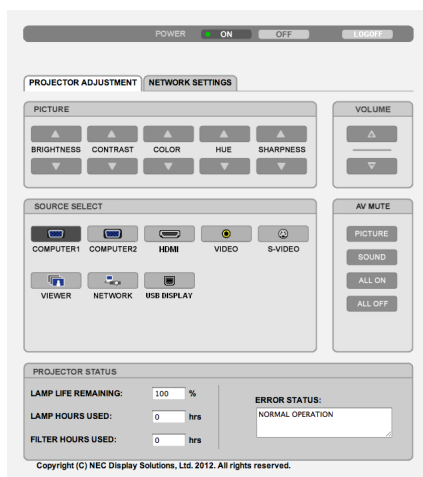 POWER ON OFF LOGOFF
PROJECTOR ADJUSTMENT NETWORK SETTINGS
PICTURE VOLUME
BRIGHTNESS CONTRAST COLOR HUE SHARPNESS
SOURCE SELECT AV MUTE
PICTURE
COMPUTER1 COMPUTER2 HDMI VIDEO S-VIDEO
SOUND
ALL ON
VIEWER NETWORK USB DISPLAY
ALL OFF
PROJECTOR STATUS
LAMP LIFE REMAINING: 100 %
ERROR STATUS:
LAMP HOURS USED: 0 hrs
NORMAL OPERATION
FILTER HOURS USED: 0 hrs
Copyright (C) NEC Display Solutions, Ltd. 2012. All rights reserved.